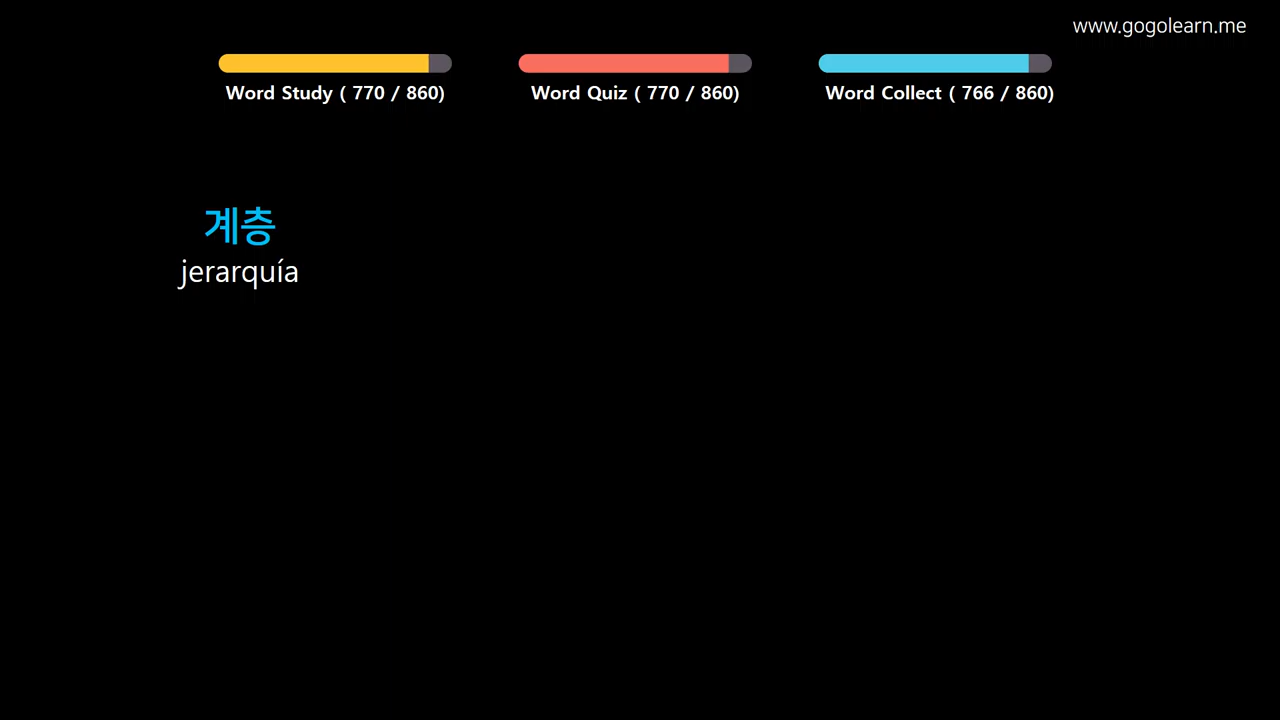 www.gogolearn.me
Word Study ( 770 / 860)
Word Quiz ( 770 / 860)
Word Collect ( 766 / 860)
계층
jerarquía